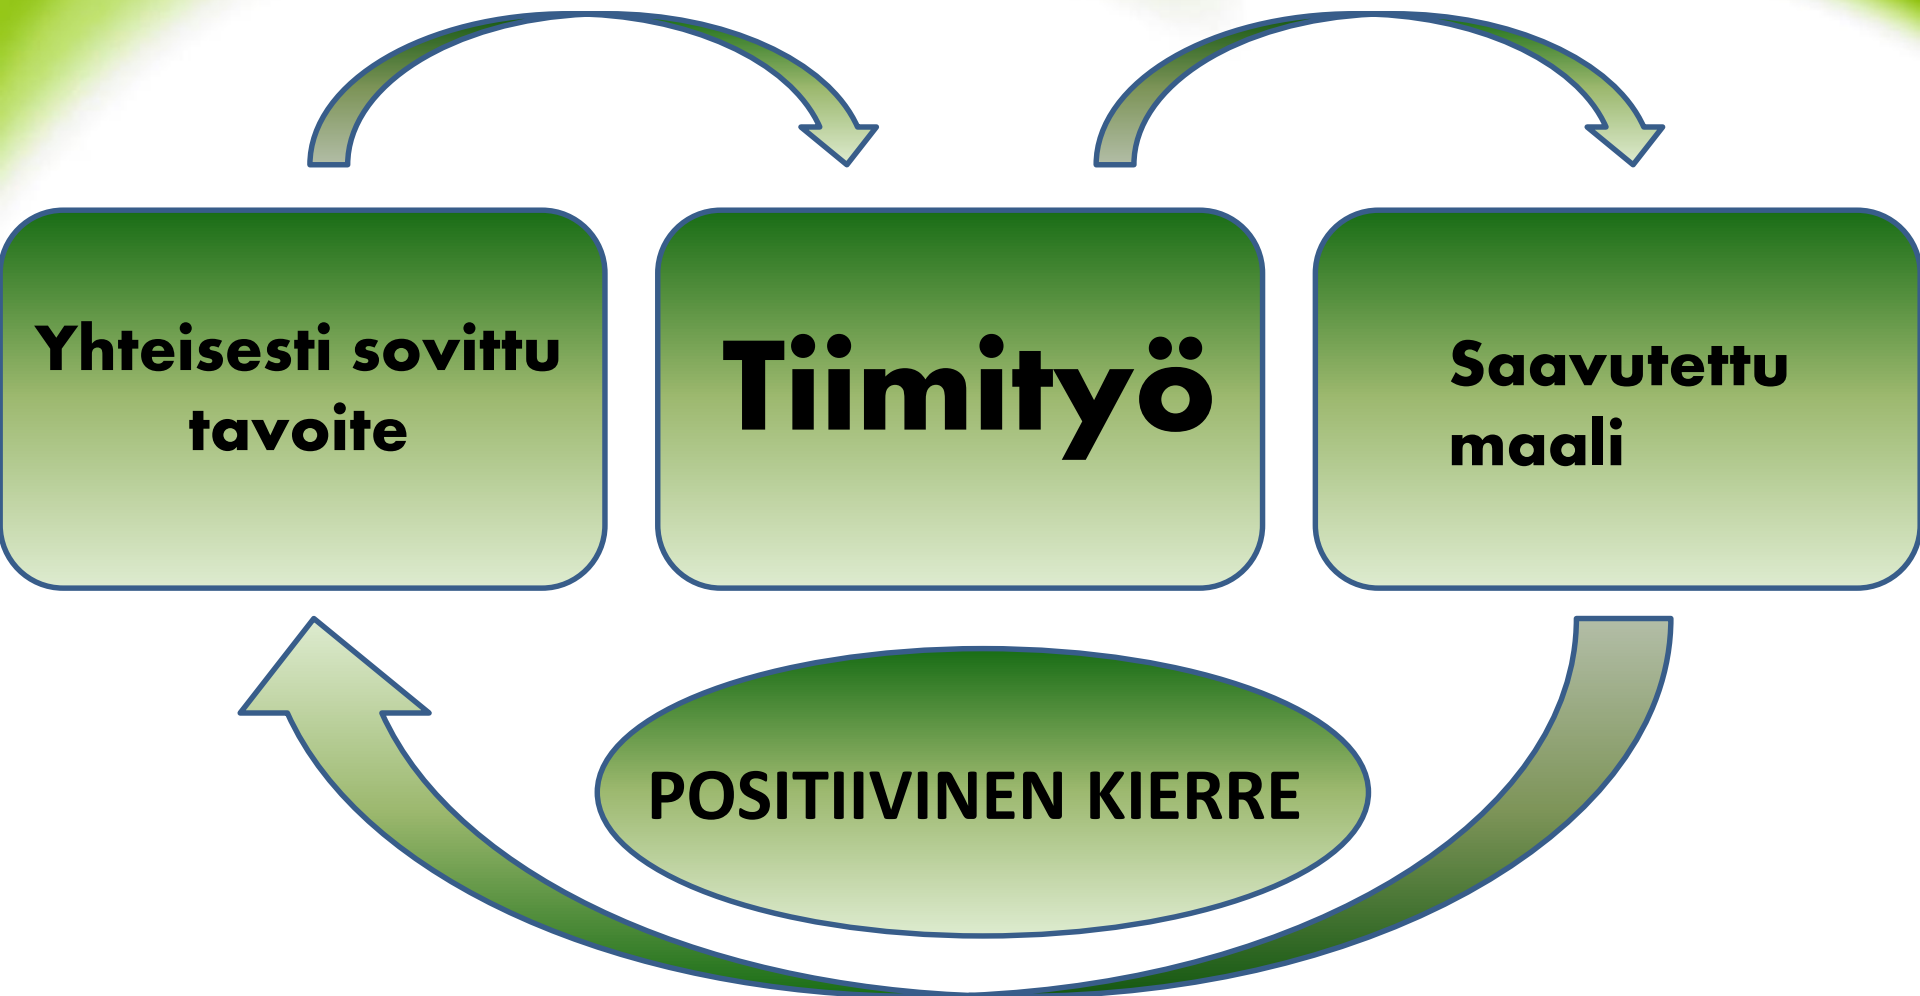 Yhteisesti sovittu
tavoite
Tiimityö
Saavutettu
maali
POSITIIVINEN KIERRE